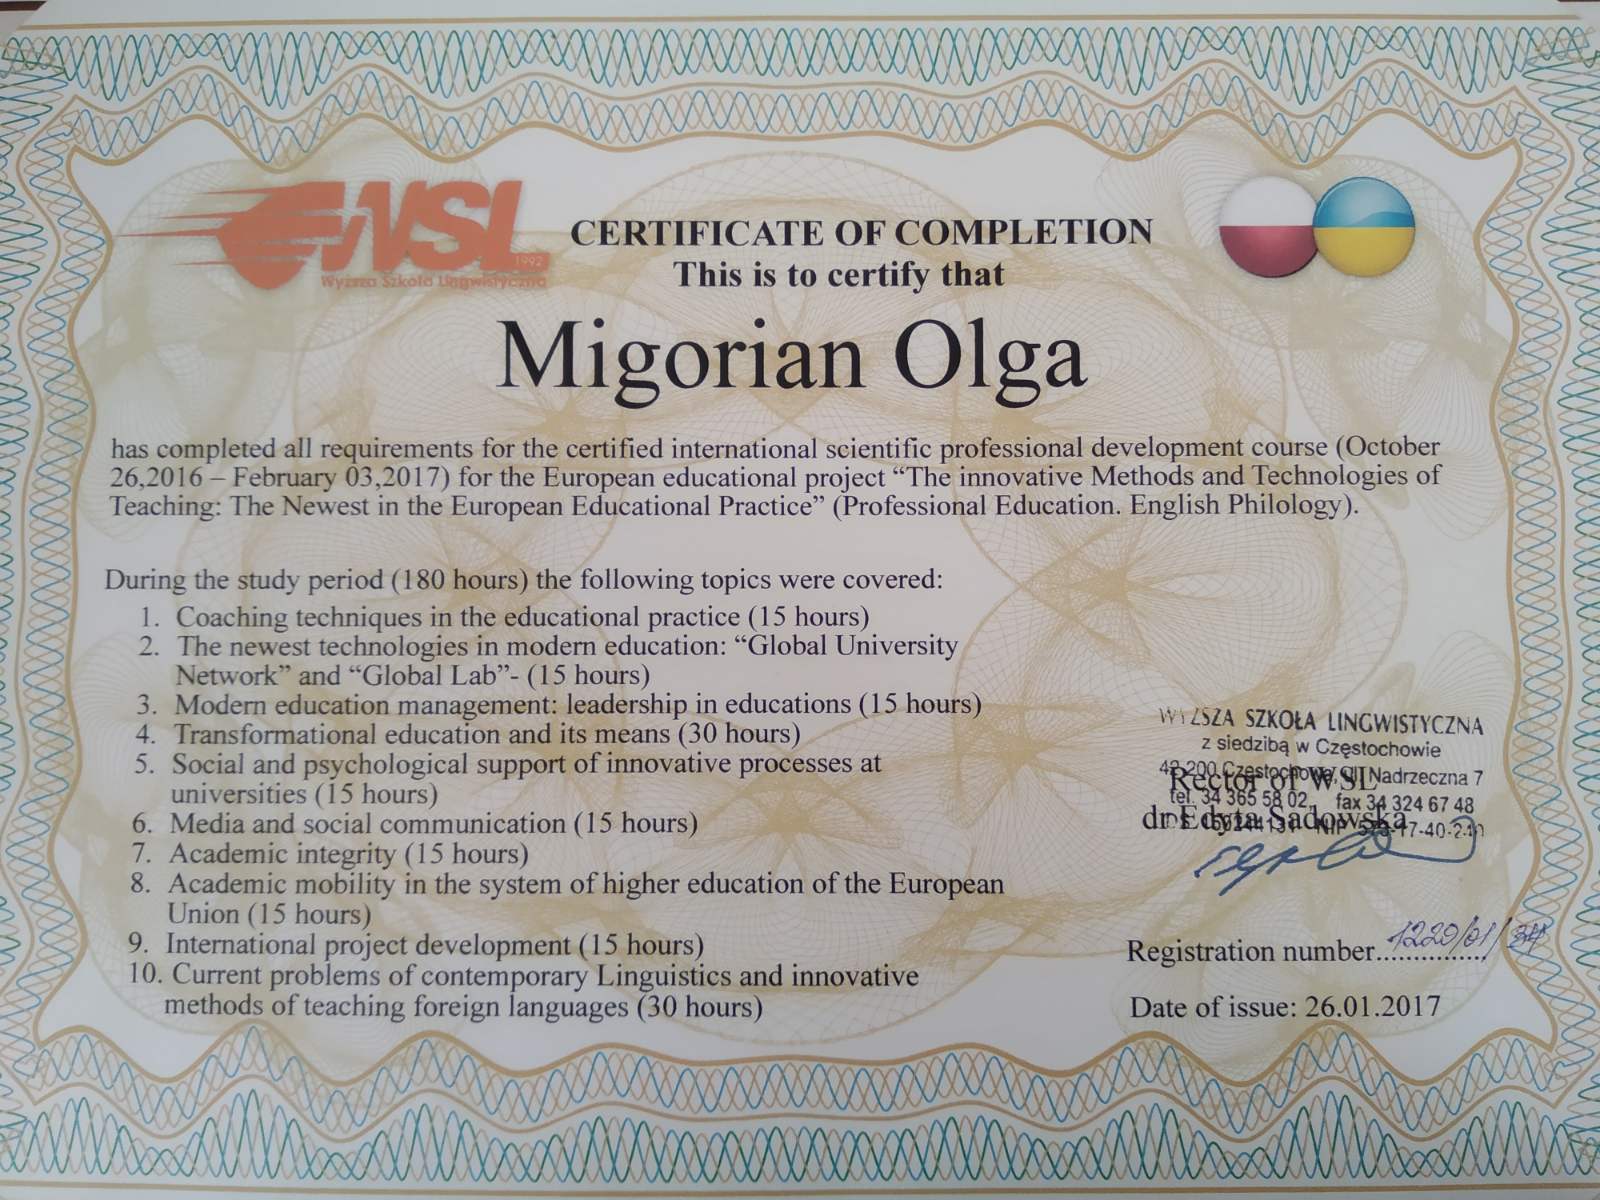 WSL
1992
Wyższa Szkoła Lingwistyczna
CERTIFICATE OF COMPLETION
This is to certify that
Migorian Olga
has completed all requirements for the certified international scientific professional development course (October
26,2016 – February 03,2017) for the European educational project “The innovative Methods and Technologies of
Teaching: The Newest in the European Educational Practice” (Professional Education. English Philology).
During the study period (180 hours) the following topics were covered:
1. Coaching techniques in the educational practice (15 hours)
2. The newest technologies in modern education: “Global University
Network” and “Global Lab”- (15 hours)
3. Modern education management: leadership in educations (15 hours)
4. Transformational education and its means (30 hours)
5. Social and psychological support of innovative processes at
universities (15 hours)
6. Media and social communication (15 hours)
7. Academic integrity (15 hours)
8. Academic mobility in the system of higher education of the European
Union (15 hours)
9. International project development (15 hours)
10. Current problems of contemporary Linguistics and innovative
methods of teaching foreign languages (30 hours)
WYŻSZA SZKOŁA LINGWISTYCZNA
z siedzibą w Częstochowie
42-200 Częstochowa, ul. Nadrzeczna 7
Rector of WSL
tel. 34 365 58 02, fax 34 324 67 48
dr Edyta Sadowska
NIP
Registration number 1220/01/
Date of issue: 26.01.2017